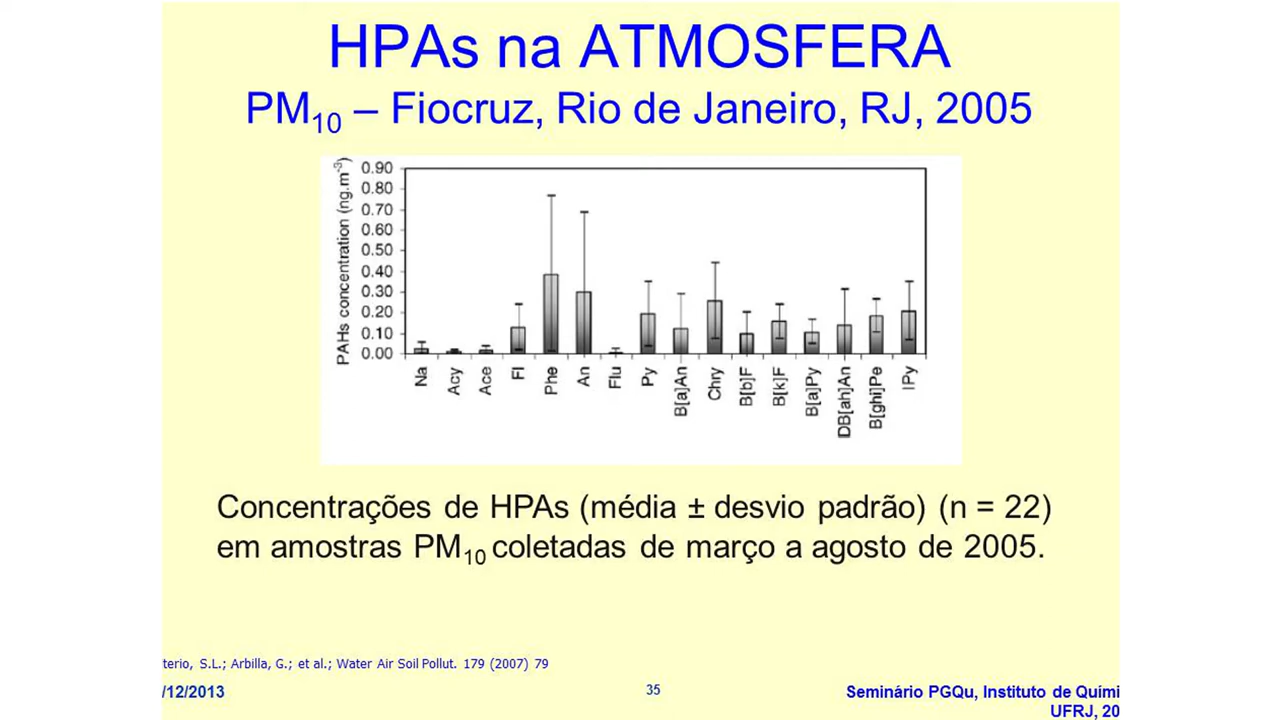 HPAs na ATMOSFERA
PM10 – Fiocruz, Rio de Janeiro, RJ, 2005
PAHs concentration (ng.m-3)
0.90
0.80
0.70
0.60
0.50
0.40
0.30
0.20
0.10
0.00
Na
Acy
Ace
Fl
Phe
An
Flu
Py
B[a]An
Chry
B[b]F
B[k]F
B[a]Py
DB[ah]An
B[ghi]Pe
IPy
Concentrações de HPAs (média ± desvio padrão) (n = 22)
em amostras PM10 coletadas de março a agosto de 2005.
terio, S.L.; Arbilla, G.; et al.; Water Air Soil Pollut. 179 (2007) 79
/12/2013
35
Seminário PGQu, Instituto de Quími
UFRJ, 20